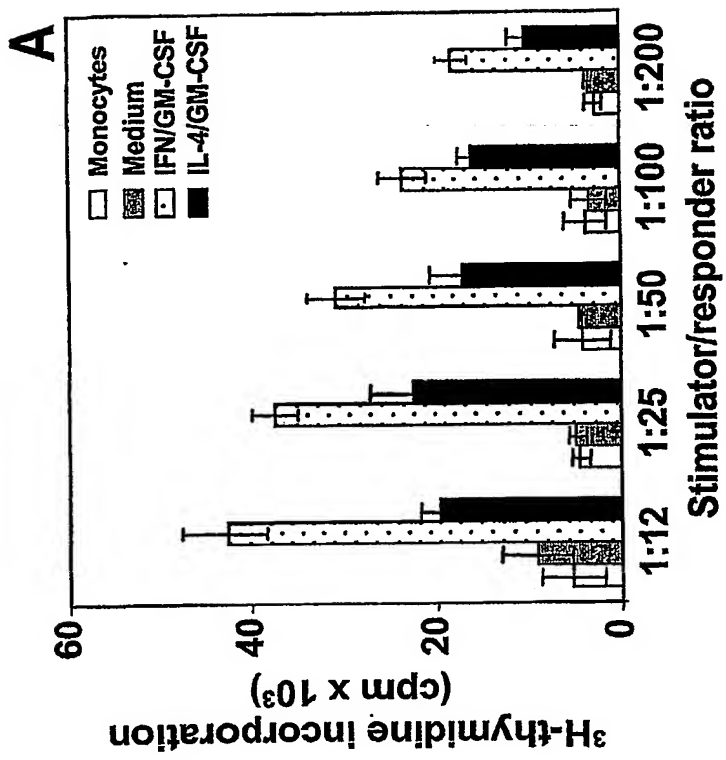 A
Monocytes
Medium
IFN/GM-CSF
IL-4/GM-CSF
³H-thymidine incorporation
(cpm x 10³)
60
40
20
0
1:12 1:25 1:50 1:100 1:200
Stimulator/responder ratio